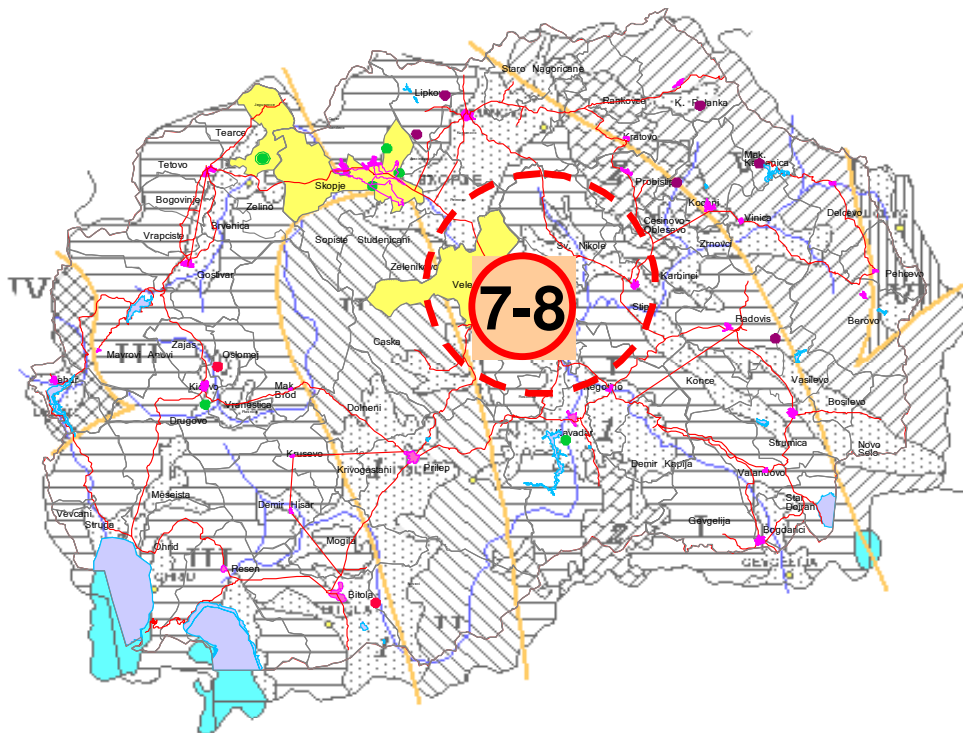 Staro Nagoricane
Lipkovo
Rankovce
K. Palanka
Tearce
Kratovo
Mak.
Kamenica
Tetovo
Skopje
Probistip
Bogovinje
Zelino
Kocani
Delcevo
Brvenica
Cesinovo-
Oblesevo
Vinica
Vrapciste
Sopiste
Studenicani
Sv. Nikole
Zrnovci
Zelenikovo
Karbinci
Pehcevo
Gostivar
TV
7-8
Stip
Radovis
Berovo
Zajas
Oslomej
Caska
Mavrovi Anuvi
Konce
Vasilevo
Kicevo
Mak.
Brod
Negotino
Vranestica
Dolneni
Bosilevo
Drugovo
Kavadar
Strumica
Novo
Selo
Krusevo
Krivogastani
Prilep
Demir Kapija
Valandovo
Meseista
Star
Dojran
Vevcani
Struga
Demir Hisar
Gevgelija
Bogdanci
Mogila
Ohrid
III
Resen
Bitola